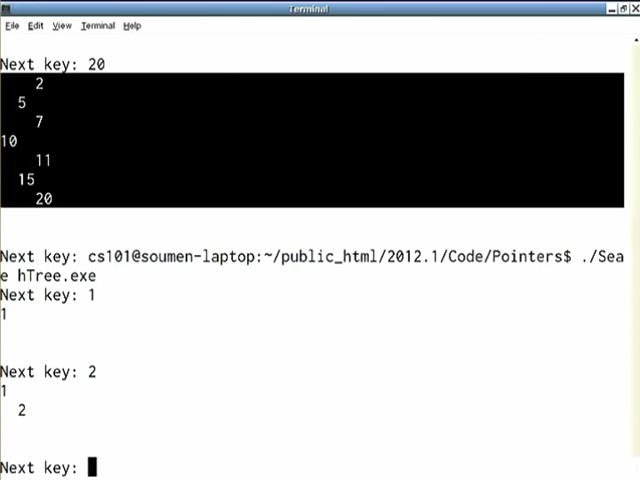 Terminal
File Edit View Terminal Help
Next key: 20
    2
  5
    7
10
    11
  15
    20
Next key: cs101@soumen-laptop:~/public_html/2012.1/Code/Pointers$ ./Sea
e hTree.exe
Next key: 1
1
Next key: 2
1
  2
Next key: